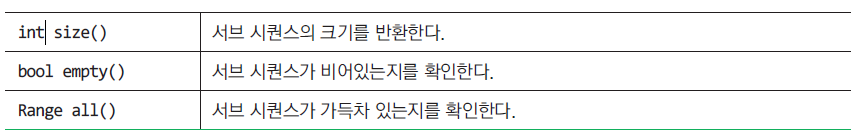 int size() 서브 시퀀스의 크기를 반환한다.
bool empty() 서브 시퀀스가 비어있는지를 확인한다.
Range all() 서브 시퀀스가 가득차 있는지를 확인한다.